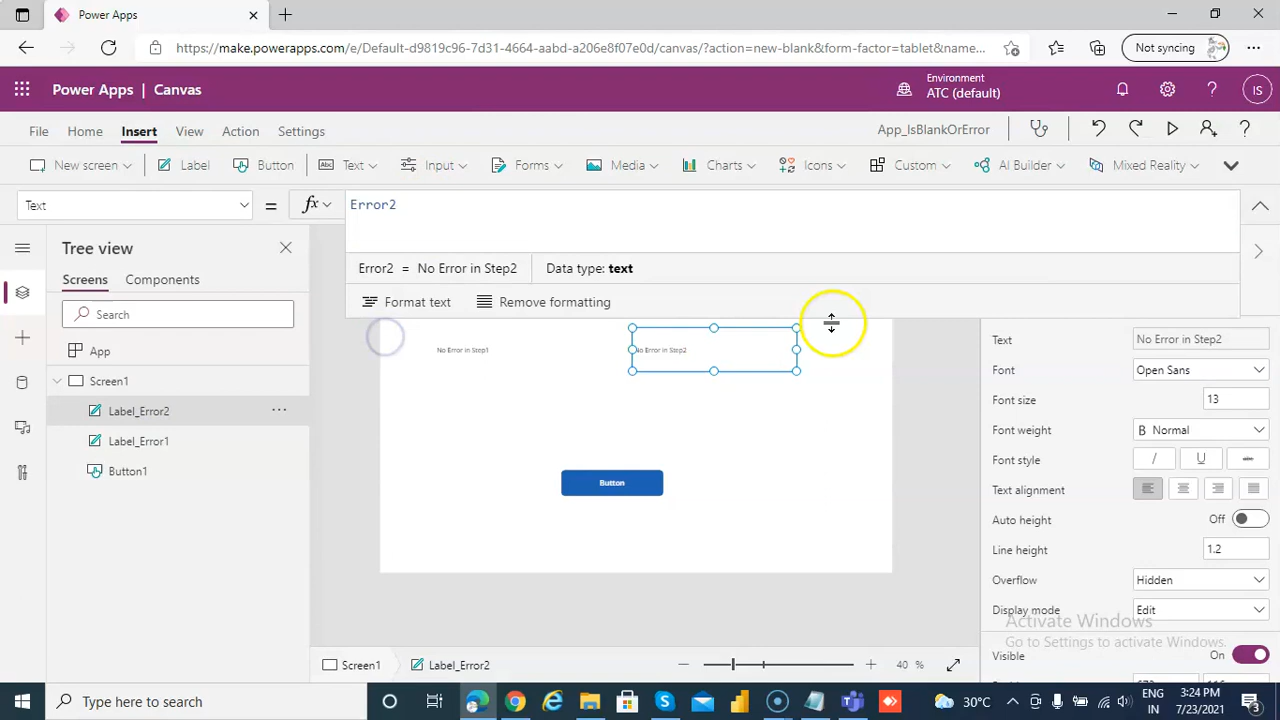 Power Apps
https://make.powerapps.com/e/Default-d9819c96-7d31-4664-aabd-a206e8f07e0d/canvas/?action=new-blank&form-factor=tablet&name...
Not syncing
Power Apps | Canvas
Environment
ATC (default)
IS
File Home Insert View Action Settings
App_IsBlankOrError
New screen Label Button Text Input Forms Media Charts Icons Custom AI Builder Mixed Reality
Text = fx Error2
Error2 = No Error in Step2 Data type: text
Format text Remove formatting
Tree view
Screens Components
Search
App
Screen1
Label_Error2
Label_Error1
Button1
No Error in Step1 No Error in Step2
Button
Text No Error in Step2
Font Open Sans
Font size 13
Font weight B Normal
Font style
Text alignment
Auto height Off
Line height 1.2
Overflow Hidden
Display mode Edit
Visible On
Activate Windows
Go to Settings to activate Windows.
Screen1 Label_Error2
40 %
Type here to search
30°C
ENG
IN
3:24 PM
7/23/2021
3